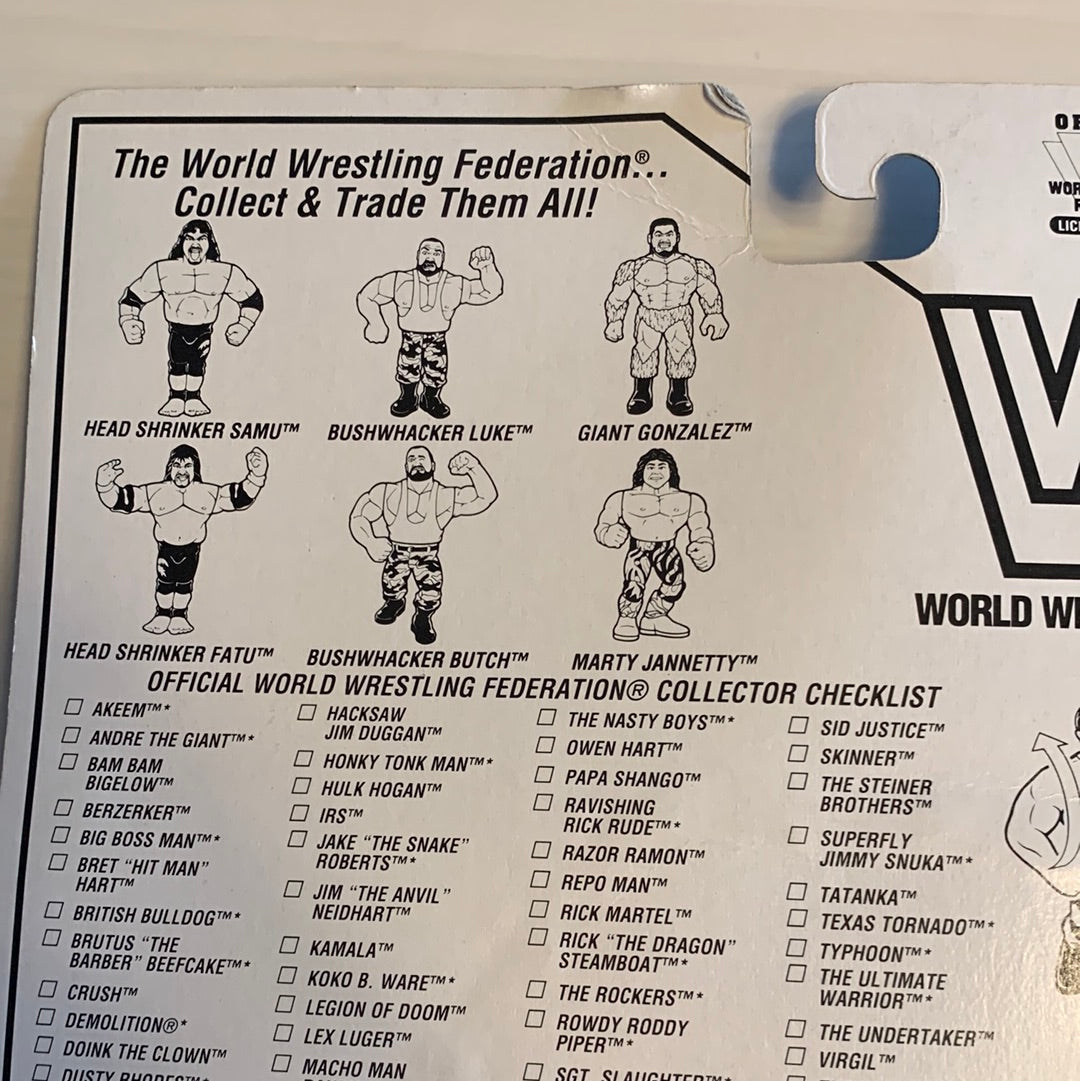 The World Wrestling Federation®...
Collect & Trade Them All!
HEAD SHRINKER SAMU™ BUSHWHACKER LUKE™ GIANT GONZALEZ™
HEAD SHRINKER FATU™ BUSHWHACKER BUTCH™ MARTY JANNETTY™
OFFICIAL WORLD WRESTLING FEDERATION® COLLECTOR CHECKLIST
AKEEM™*
ANDRE THE GIANT™*
BAM BAM
BIGELOW™
BERZERKER™
BIG BOSS MAN™*
BRET “HIT MAN”
HART™
BRITISH BULLDOG™*
BRUTUS “THE
BARBER” BEEFCAKE™*
CRUSH™
DEMOLITION®*
DOINK THE CLOWN™
DUSTY RHODES™*
HACKSAW
JIM DUGGAN™
HONKY TONK MAN™*
HULK HOGAN™
IRS™
JAKE “THE SNAKE”
ROBERTS™*
JIM “THE ANVIL”
NEIDHART™
KAMALA™
KOKO B. WARE™*
LEGION OF DOOM™
LEX LUGER™
MACHO MAN
THE NASTY BOYS™*
OWEN HART™
PAPA SHANGO™
RAVISHING
RICK RUDE™*
RAZOR RAMON™
REPO MAN™
RICK MARTEL™
RICK “THE DRAGON”
STEAMBOAT™*
THE ROCKERS™*
ROWDY RODDY
PIPER™*
SGT. SLAUGHTER™*
SID JUSTICE™
SKINNER™
THE STEINER
BROTHERS™
SUPERFLY
JIMMY SNUKA™*
TATANKA™
TEXAS TORNADO™*
TYPHOON™*
THE ULTIMATE
WARRIOR™*
THE UNDERTAKER™
VIRGIL™
W
WORLD